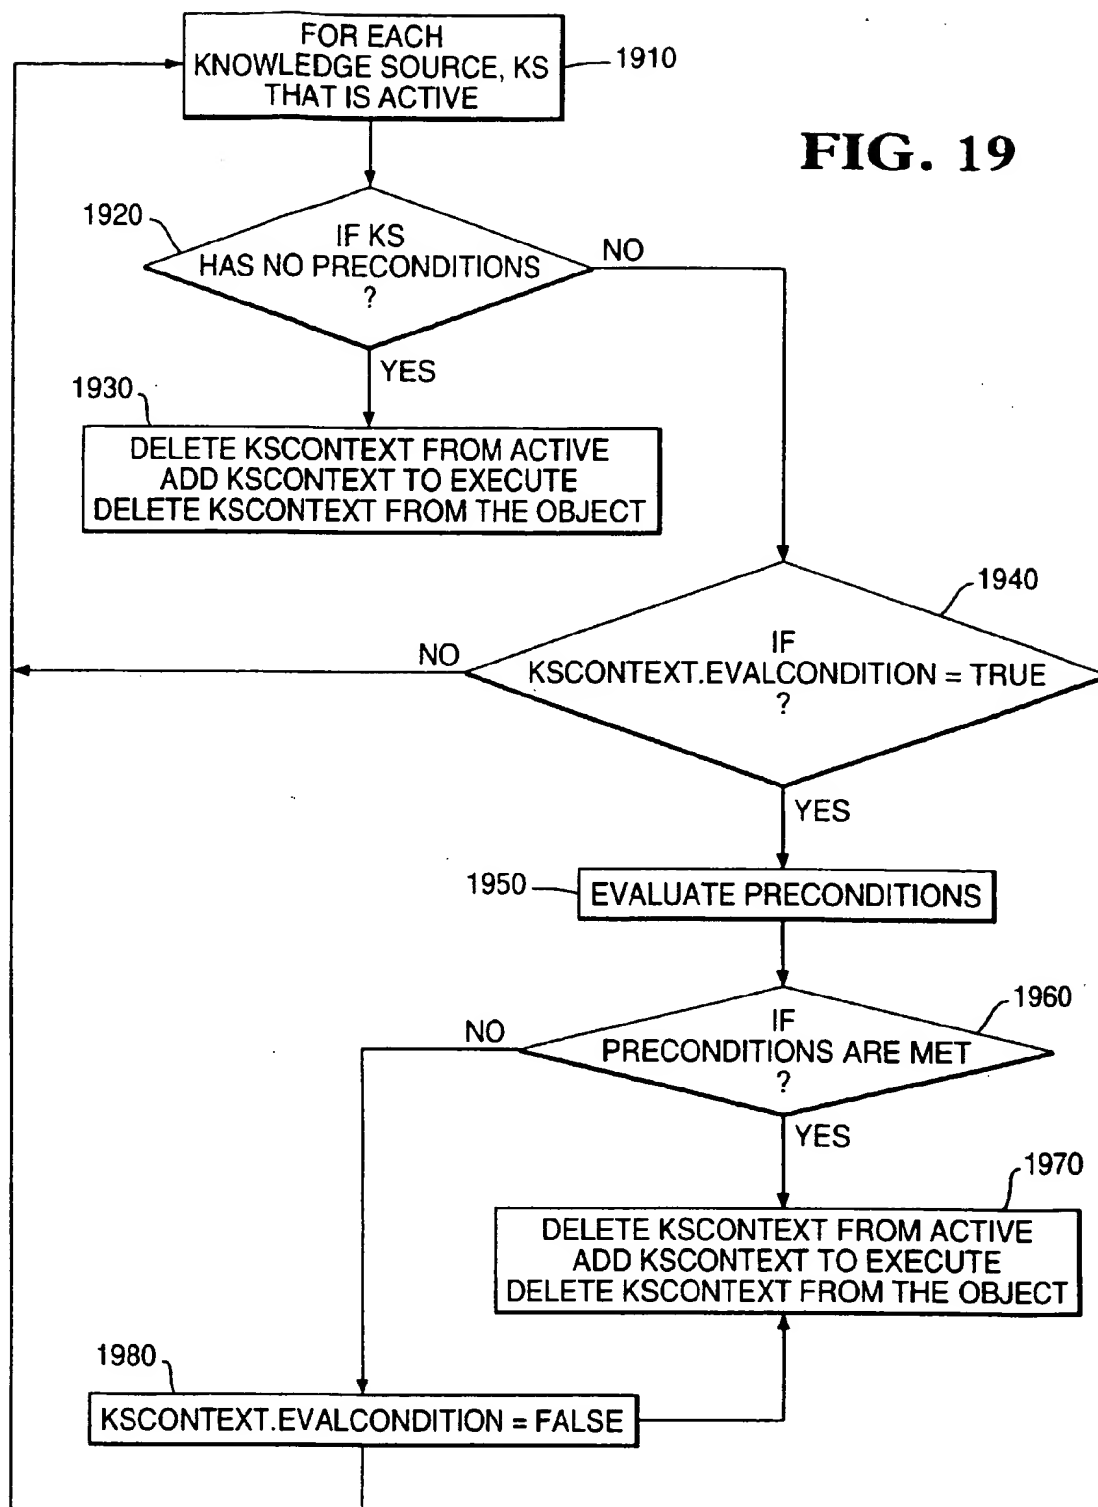 FOR EACH
KNOWLEDGE SOURCE, KS
THAT IS ACTIVE
1910
FIG. 19
1920
IF KS
HAS NO PRECONDITIONS
?
NO
YES
1930
DELETE KSCONTEXT FROM ACTIVE
ADD KSCONTEXT TO EXECUTE
DELETE KSCONTEXT FROM THE OBJECT
1940
NO
IF
KSCONTEXT.EVALCONDITION = TRUE
?
YES
1950
EVALUATE PRECONDITIONS
1960
NO
IF
PRECONDITIONS ARE MET
?
YES
1970
DELETE KSCONTEXT FROM ACTIVE
ADD KSCONTEXT TO EXECUTE
DELETE KSCONTEXT FROM THE OBJECT
1980
KSCONTEXT.EVALCONDITION = FALSE